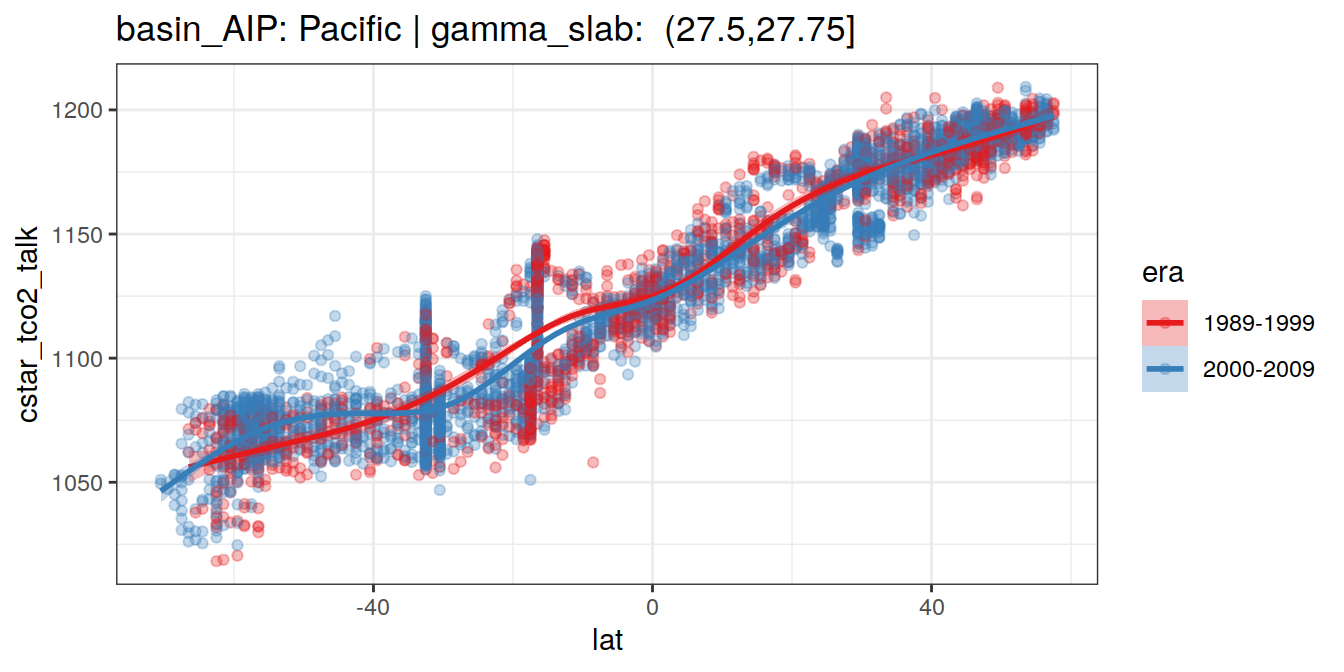 basin_AIP: Pacific | gamma_slab:  (27.5,27.75]
1200
1150
1100
1050
cstar_tco2_talk
-40
0
40
lat
era
1989-1999
2000-2009